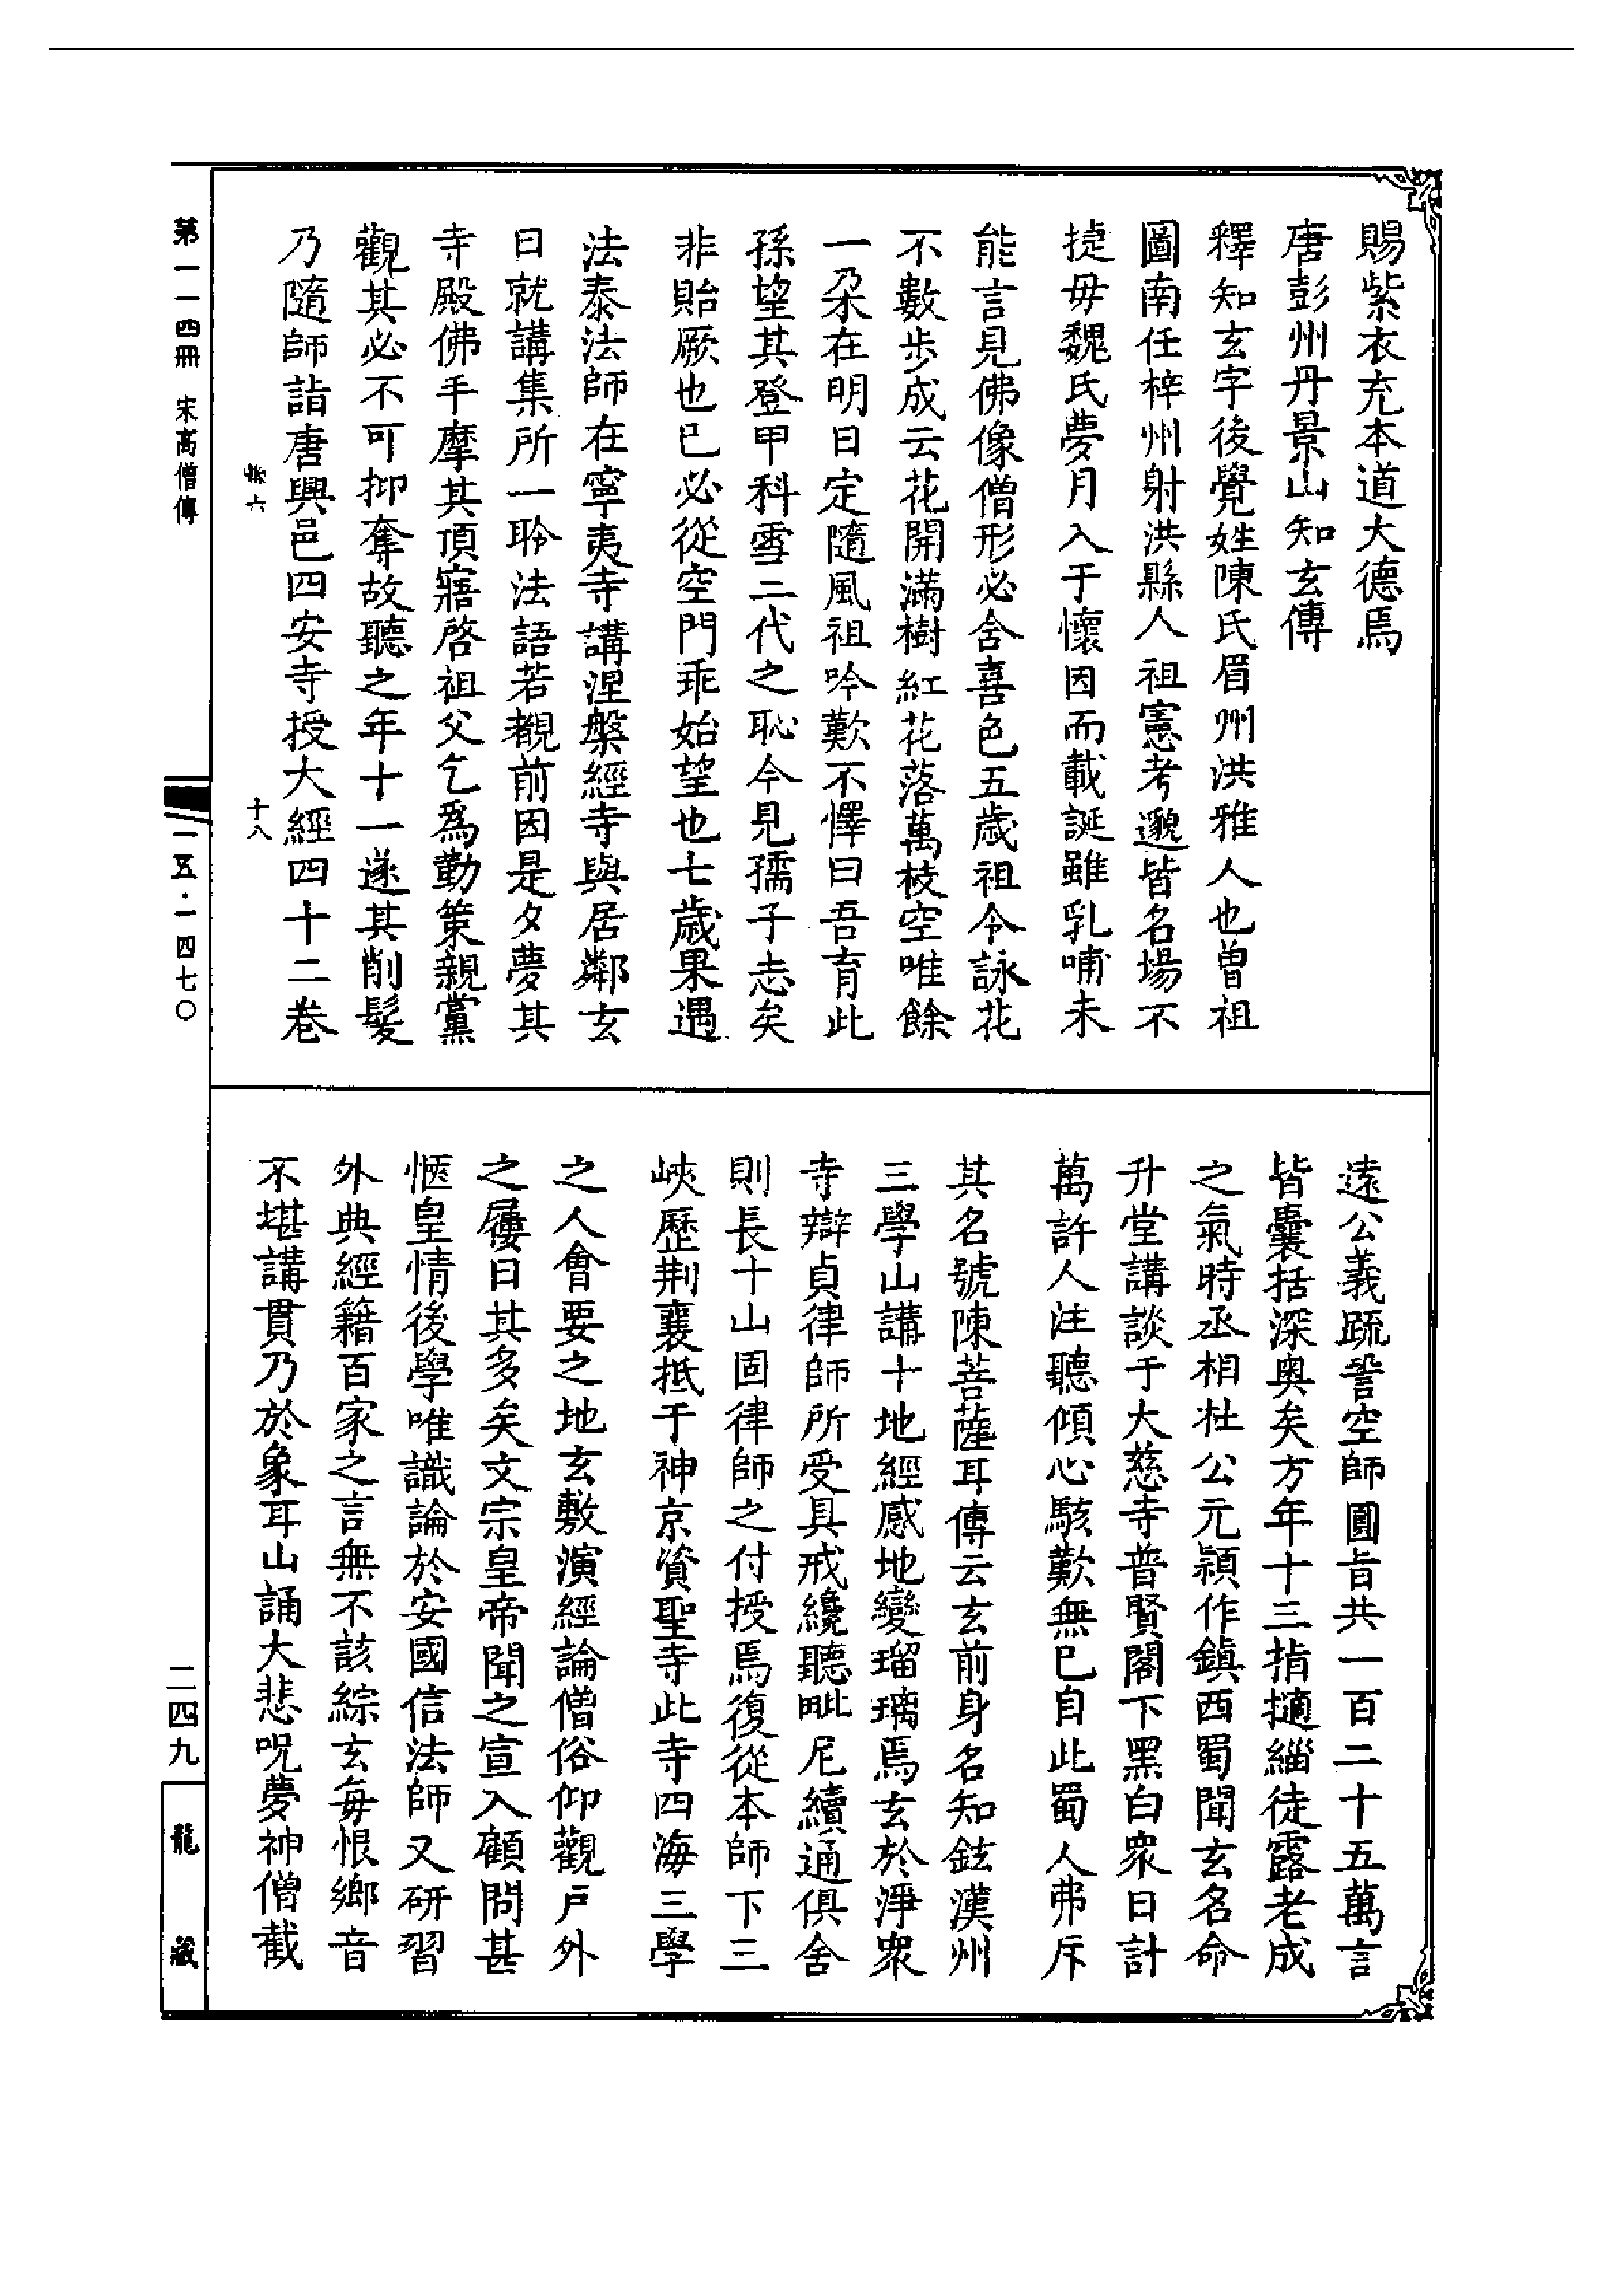 賜紫衣充本道大德焉
唐彭州丹景山知玄傳
釋知玄字後覺姓陳氏眉州洪雅人也曾祖
圖南任梓州射洪縣人祖憲考邈皆名場不
捷毋魏氏夢月入于懷因而載誕雖乳哺未
能言見佛像僧形必含喜色五歲祖令詠花
不數步成云花開滿樹紅花落萬枝空唯餘
一朶在明日定隨風祖吟歎不懌曰吾育此
孫望其登甲科雪二代之恥今見孺子志矣
非貽厥也已必從空門乖始望也七歲果遇
法泰法師在寧夷寺講涅槃經寺與居鄰玄
日就講集所一聆法語若覩前因是夕夢其
寺殿佛手摩其頂寤啓祖父乞爲勤策親黨
觀其必不可抑奪故聽之年十一遂其削髮
乃隨師詣唐興邑四安寺授大經四十二卷
遠公義疏䛒空師圓旨共一百二十五萬言
皆囊括深奥矣方年十三指擿緇徒露老成
之氣時丞相杜公元頴作鎮西蜀聞玄名命
升堂講談于大慈寺普賢閣下黑白衆日計
萬許人注聽傾心駭歎無已自此蜀人弗斥
其名號陳菩薩耳傳云玄前身名知鉉漢州
三學山講十地經感地變瑠璃焉玄於淨衆
寺辯貞律師所受具戒纔聽毗尼續通俱舍
則長十山固律師之付授焉復從本師下三
峽歷荆襄抵于神京資聖寺此寺四海三學
之人會要之地玄敷演經論僧俗仰觀戸外
之屨日其多矣文宗皇帝聞之宣入顧問甚
愜皇情後學唯識論於安國信法師又研習
外典經籍百家之言無不該綜玄每恨鄉音
不堪講貫乃於象耳山誦大悲呪夢神僧截
第一一四冊 宋高僧傳
縣六
十八
一五·一四七〇
二四九
龍藏